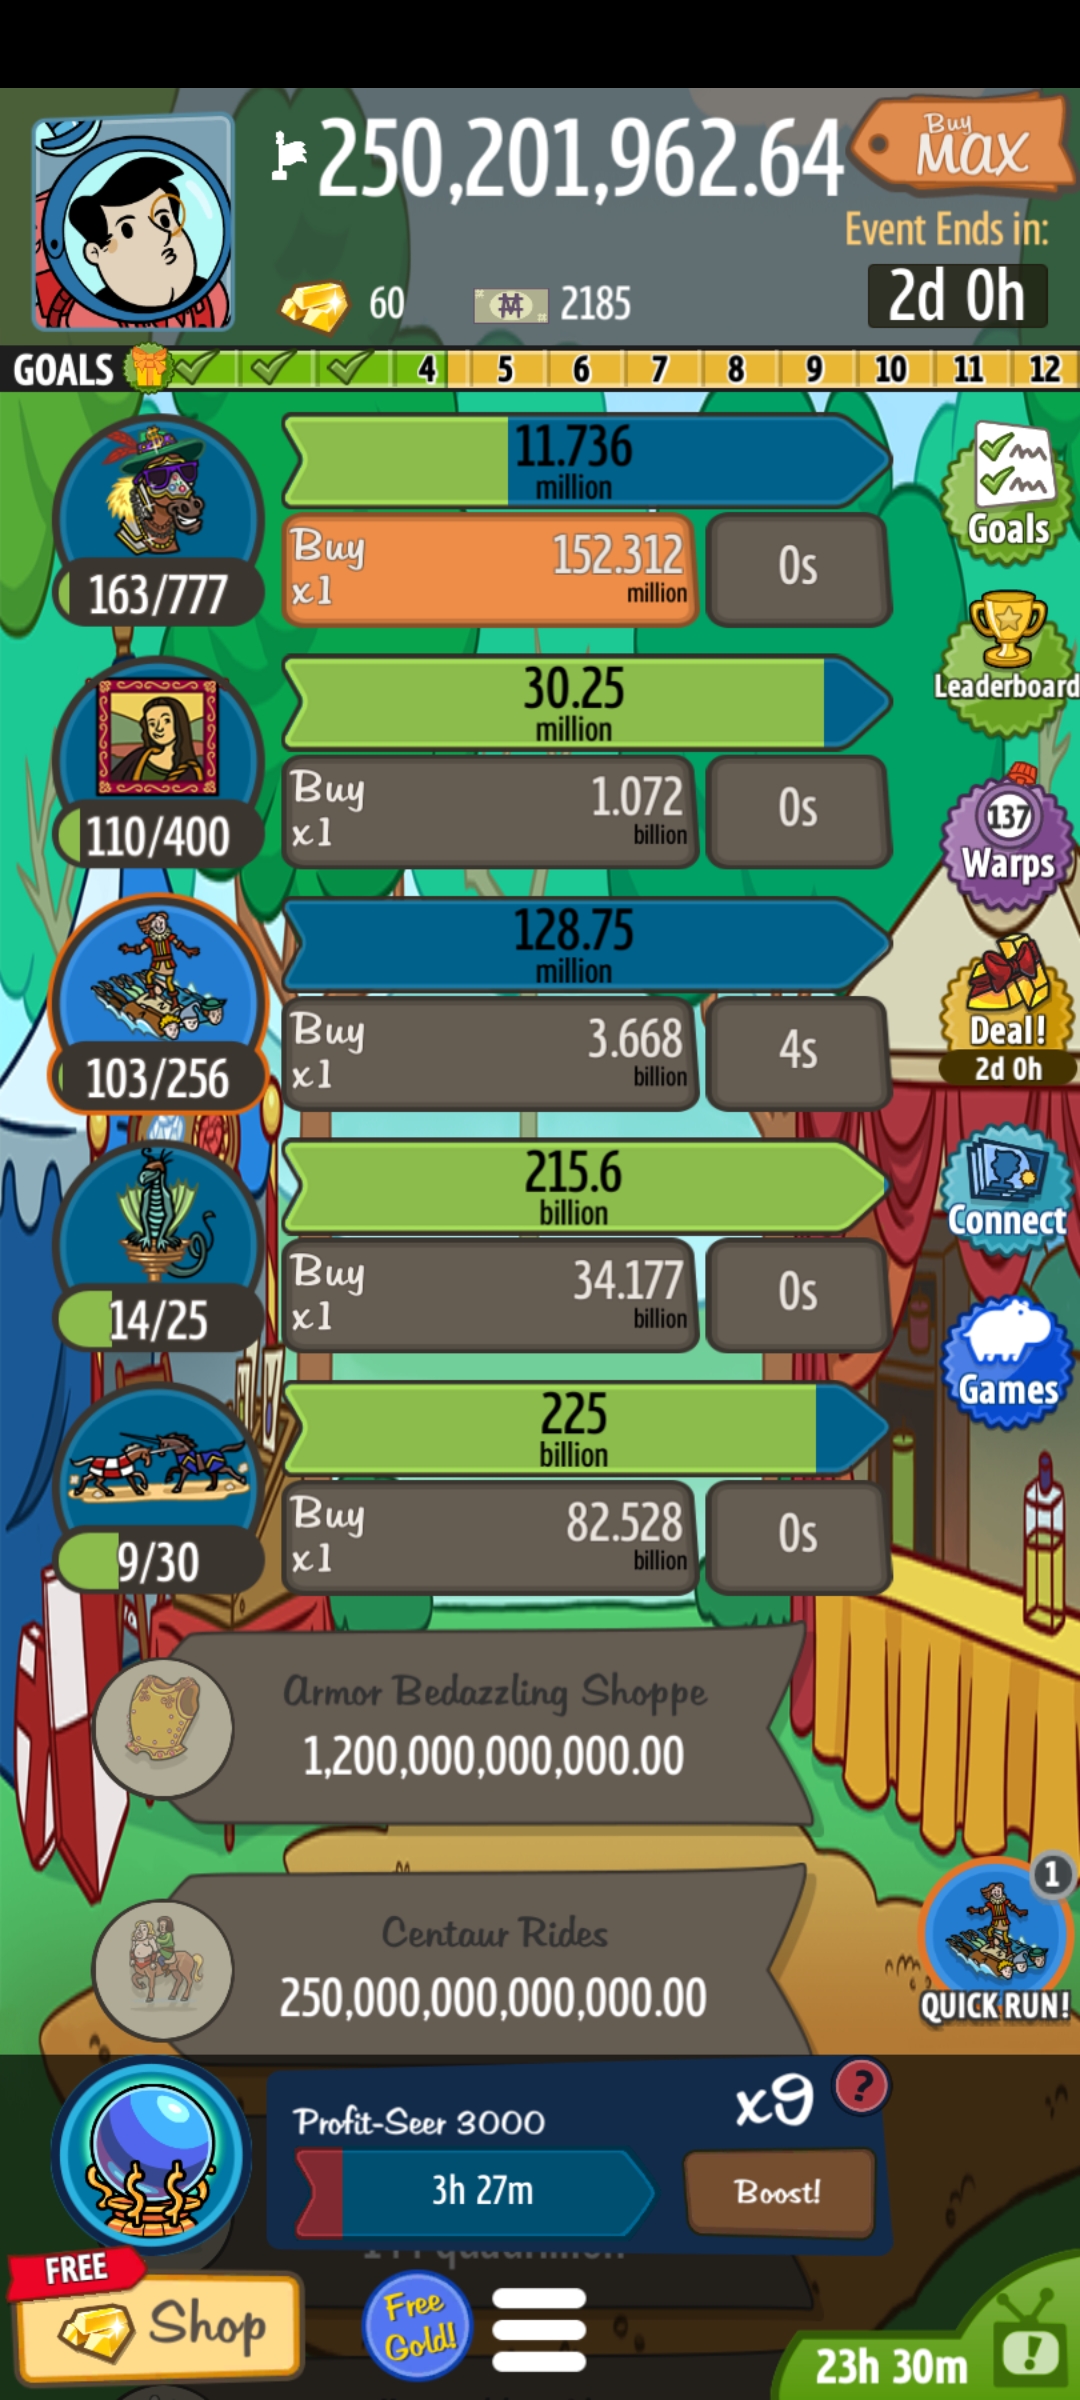 250,201,962.64
Buy
MAX
Event Ends in:
60
2185
2d 0h
GOALS
4
5
6
7
8
9
10
11
12
11.736
million
Buy
x1
152.312
million
0s
163/777
Goals
30.25
million
Leaderboard
Buy
x1
1.072
billion
0s
110/400
137
Warps
128.75
million
Buy
x1
3.668
billion
4s
103/256
Deal!
2d 0h
215.6
billion
Connect
Buy
x1
34.177
billion
0s
14/25
Games
225
billion
Buy
x1
82.528
billion
0s
9/30
Armor Bedazzling Shoppe
1,200,000,000,000.00
1
Centaur Rides
250,000,000,000,000.00
QUICK RUN!
Profit-Seer 3000
x9
?
3h 27m
Boost!
FREE
Shop
Free
Gold!
23h 30m
!